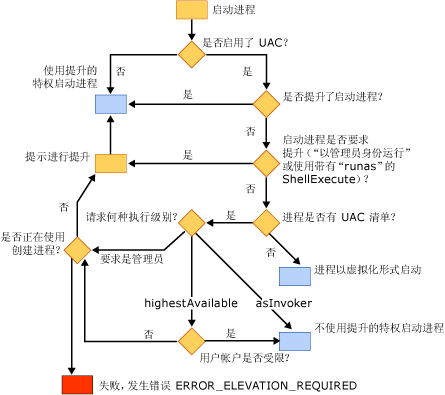 启动进程
是否启用了 UAC?
使用提升的
特权启动进程
否
是
是
是否提升了启动进程?
否
启动进程是否要求
提升(“以管理员身份运行”
或使用带有“runas”的
ShellExecute)?
提示进行提升
是
否
否
请求何种执行级别?
是
进程是否有 UAC 清单?
是否正在使用
创建进程?
要求是管理员
否
进程以虚拟化形式启动
highestAvailable
asInvoker
否
是
不使用提升的特权启动进程
用户帐户是否受限?
失败,发生错误 ERROR_ELEVATION_REQUIRED